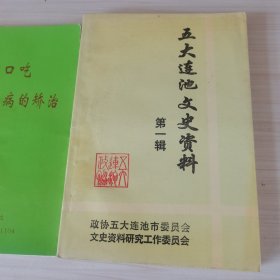 口吃
病的矫治
1104
五大连池文史资料
第一辑
政协五大连池市委员会
文史资料研究工作委员会